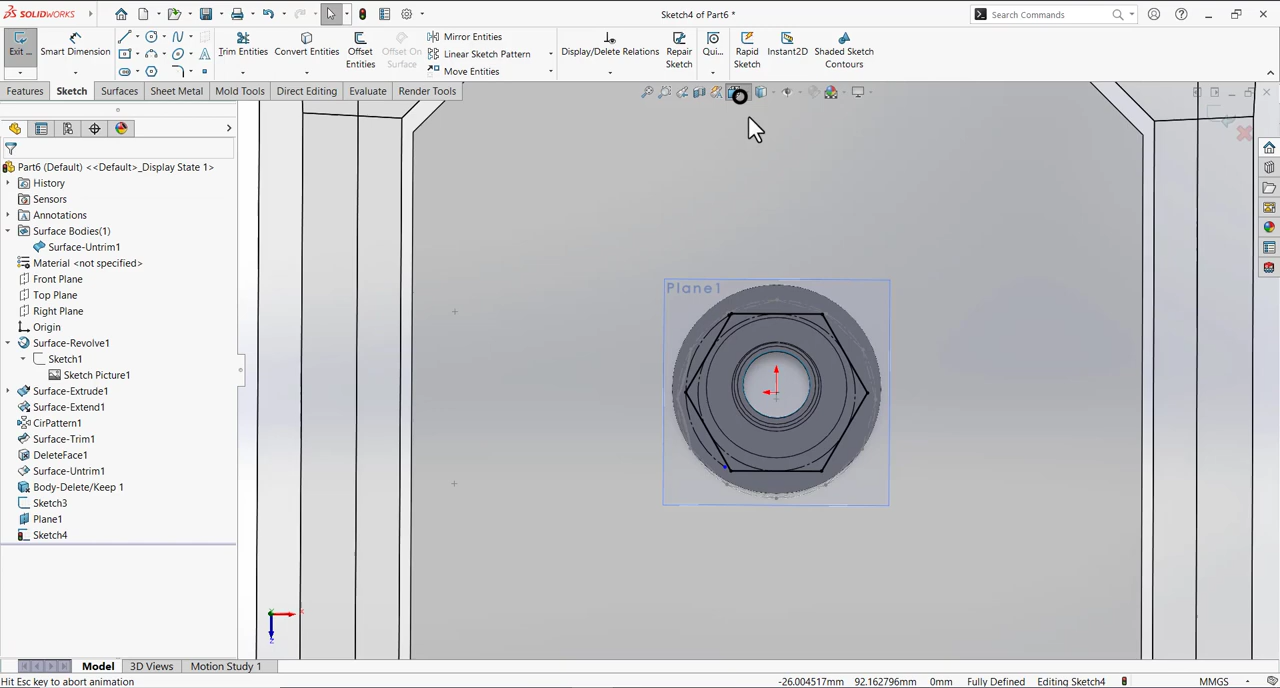 SOLIDWORKS
Sketch4 of Part6 *
Search Commands
Exit ...
Smart Dimension
Trim Entities
Convert Entities
Offset Entities
Offset On Surface
Mirror Entities
Linear Sketch Pattern
Move Entities
Display/Delete Relations
Repair Sketch
Qui...
Rapid Sketch
Instant2D
Shaded Sketch Contours
Features
Sketch
Surfaces
Sheet Metal
Mold Tools
Direct Editing
Evaluate
Render Tools
Part6 (Default) <<Default>_Display State 1>
History
Sensors
Annotations
Surface Bodies(1)
Surface-Untrim1
Material <not specified>
Front Plane
Top Plane
Right Plane
Origin
Surface-Revolve1
Sketch1
Sketch Picture1
Surface-Extrude1
Surface-Extend1
CirPattern1
Surface-Trim1
DeleteFace1
Surface-Untrim1
Body-Delete/Keep 1
Sketch3
Plane1
Sketch4
Plane1
Model
3D Views
Motion Study 1
Hit Esc key to abort animation
-26.004517mm
92.162796mm
0mm
Fully Defined
Editing Sketch4
MMGS